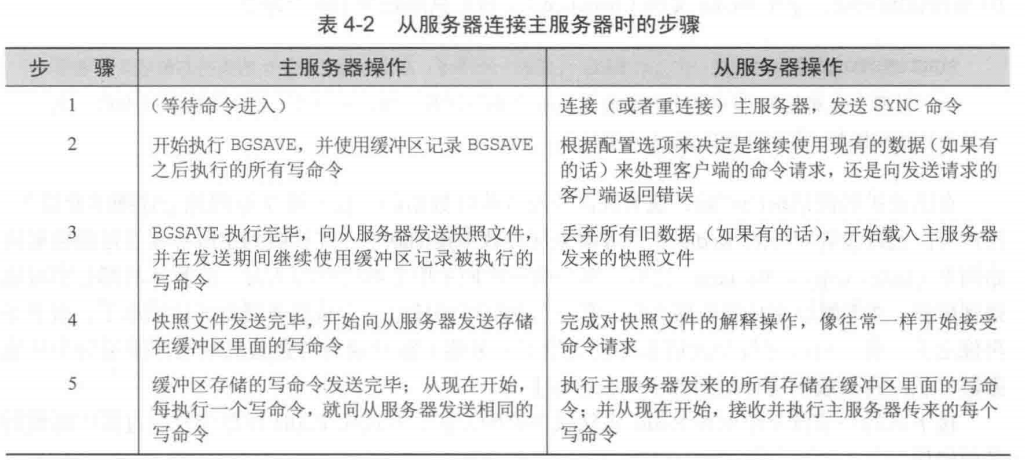 表 4-2 从服务器连接主服务器时的步骤
步 骤 主服务器操作 从服务器操作
1 （等待命令进入） 连接（或者重连接）主服务器，发送 SYNC 命令
2 开始执行 BGSAVE，并使用缓冲区记录 BGSAVE 根据配置选项来决定是继续使用现有的数据（如果有
之后执行的所有写命令 的话）来处理客户端的命令请求，还是向发送请求的
客户端返回错误
3 BGSAVE 执行完毕，向从服务器发送快照文件， 丢弃所有旧数据（如果有的话），开始载入主服务器
并在发送期间继续使用缓冲区记录被执行的 发来的快照文件
写命令
4 快照文件发送完毕，开始向从服务器发送存储 完成对快照文件的解释操作，像往常一样开始接受
在缓冲区里面的写命令 命令请求
5 缓冲区存储的写命令发送完毕；从现在开始， 执行主服务器发来的所有存储在缓冲区里面的写命
每执行一个写命令，就向从服务器发送相同的 令；并从现在开始，接收并执行主服务器传来的每个
写命令 写命令